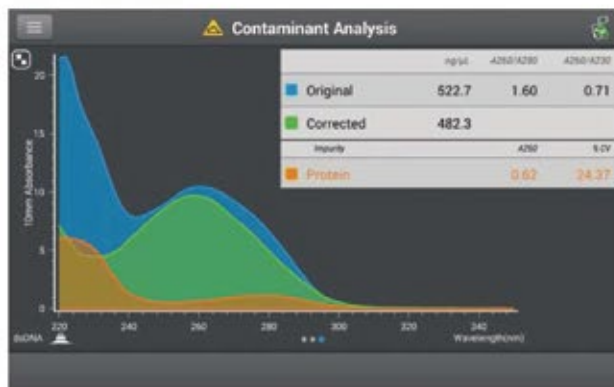 Contaminant Analysis
ng/µL A260/A280 A260/A230
Original 522.7 1.60 0.71
Corrected 482.3
Impurity A260 % CV
Protein 0.62 24.37
20
15
10
5
0
10mm Absorbance
220 240 260 280 300 320 340
dsDNA
Wavelength(nm)